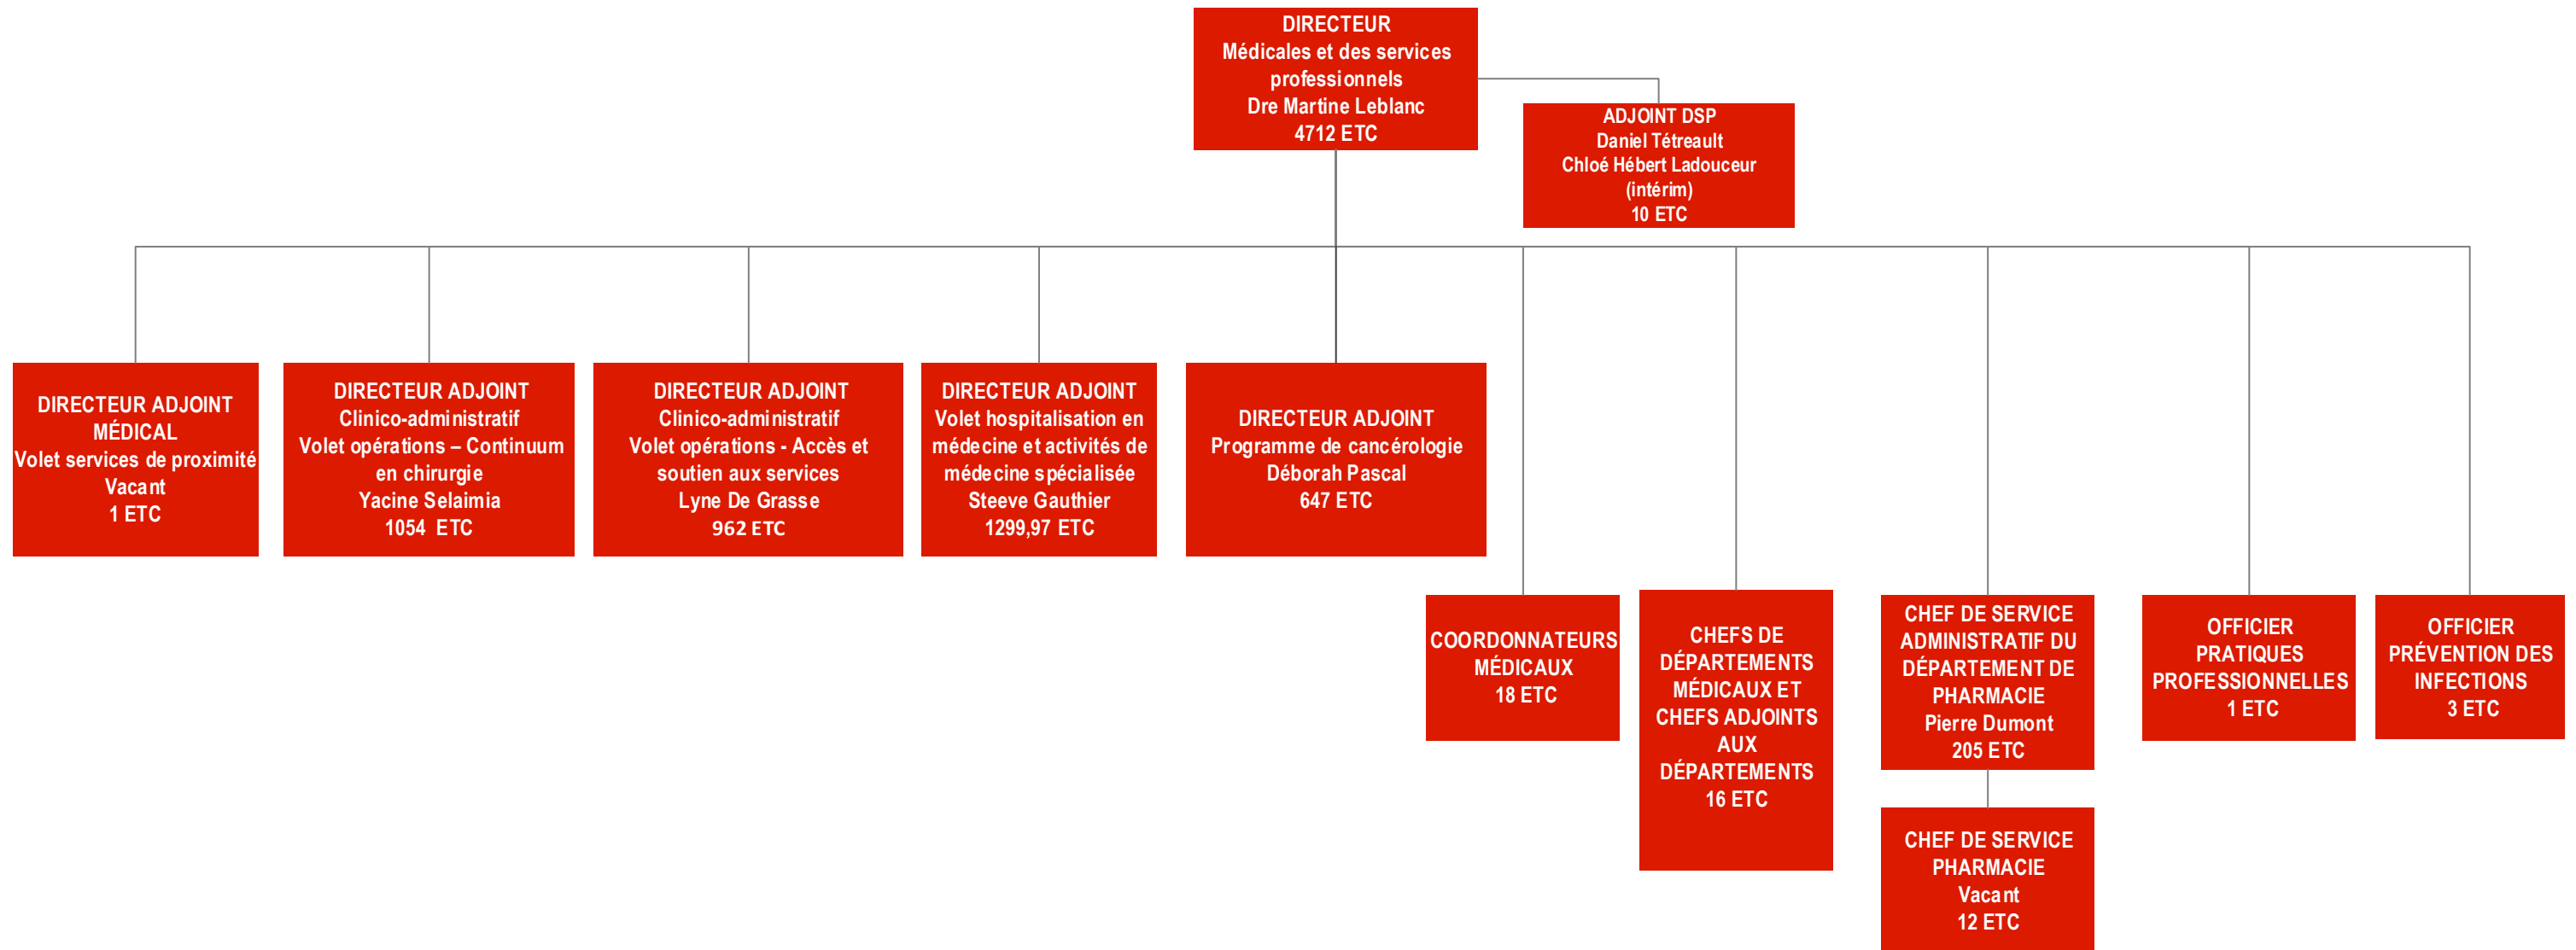 DIRECTEUR
Médicales et des services
professionnels
Dre Martine Leblanc
4712 ETC
ADJOINT DSP
Daniel Tétreault
Chloé Hébert Ladouceur
(intérim)
10 ETC
DIRECTEUR ADJOINT
MÉDICAL
Volet services de proximité
Vacant
1 ETC
DIRECTEUR ADJOINT
Clinico-administratif
Volet opérations – Continuum
en chirurgie
Yacine Selaimia
1054 ETC
DIRECTEUR ADJOINT
Clinico-administratif
Volet opérations - Accès et
soutien aux services
Lyne De Grasse
962 ETC
DIRECTEUR ADJOINT
Volet hospitalisation en
médecine et activités de
médecine spécialisée
Steeve Gauthier
1299,97 ETC
DIRECTEUR ADJOINT
Programme de cancérologie
Déborah Pascal
647 ETC
COORDONNATEURS
MÉDICAUX
18 ETC
CHEFS DE
DÉPARTEMENTS
MÉDICAUX ET
CHEFS ADJOINTS
AUX
DÉPARTEMENTS
16 ETC
CHEF DE SERVICE
ADMINISTRATIF DU
DÉPARTEMENT DE
PHARMACIE
Pierre Dumont
205 ETC
CHEF DE SERVICE
PHARMACIE
Vacant
12 ETC
OFFICIER
PRATIQUES
PROFESSIONNELLES
1 ETC
OFFICIER
PRÉVENTION DES
INFECTIONS
3 ETC